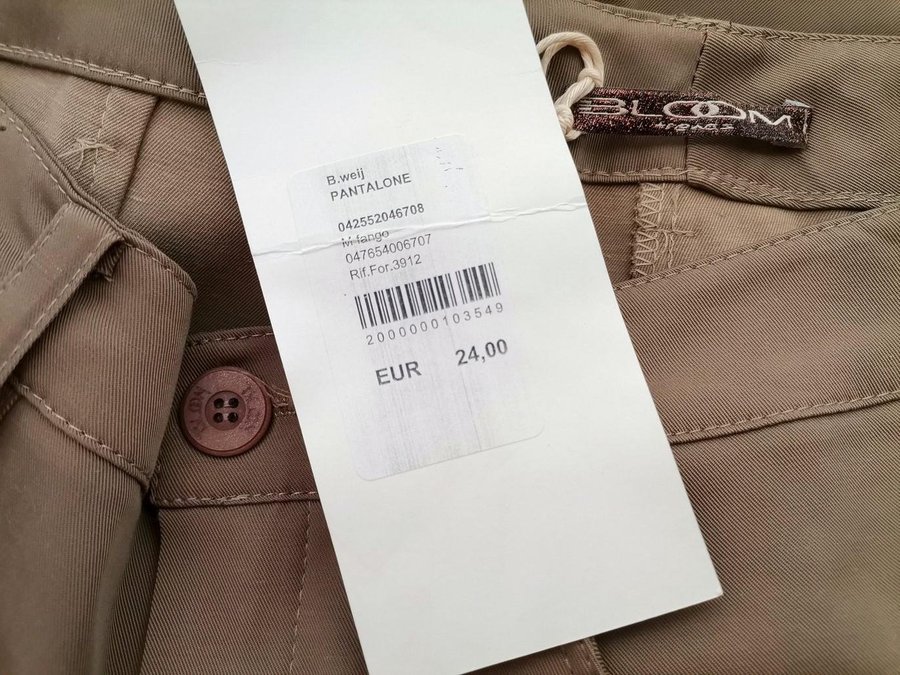 BLOOM
B.weij
PANTALONE
042552046708
M fango
047654006707
Rif.For.3912
2000000103549
EUR 24,00